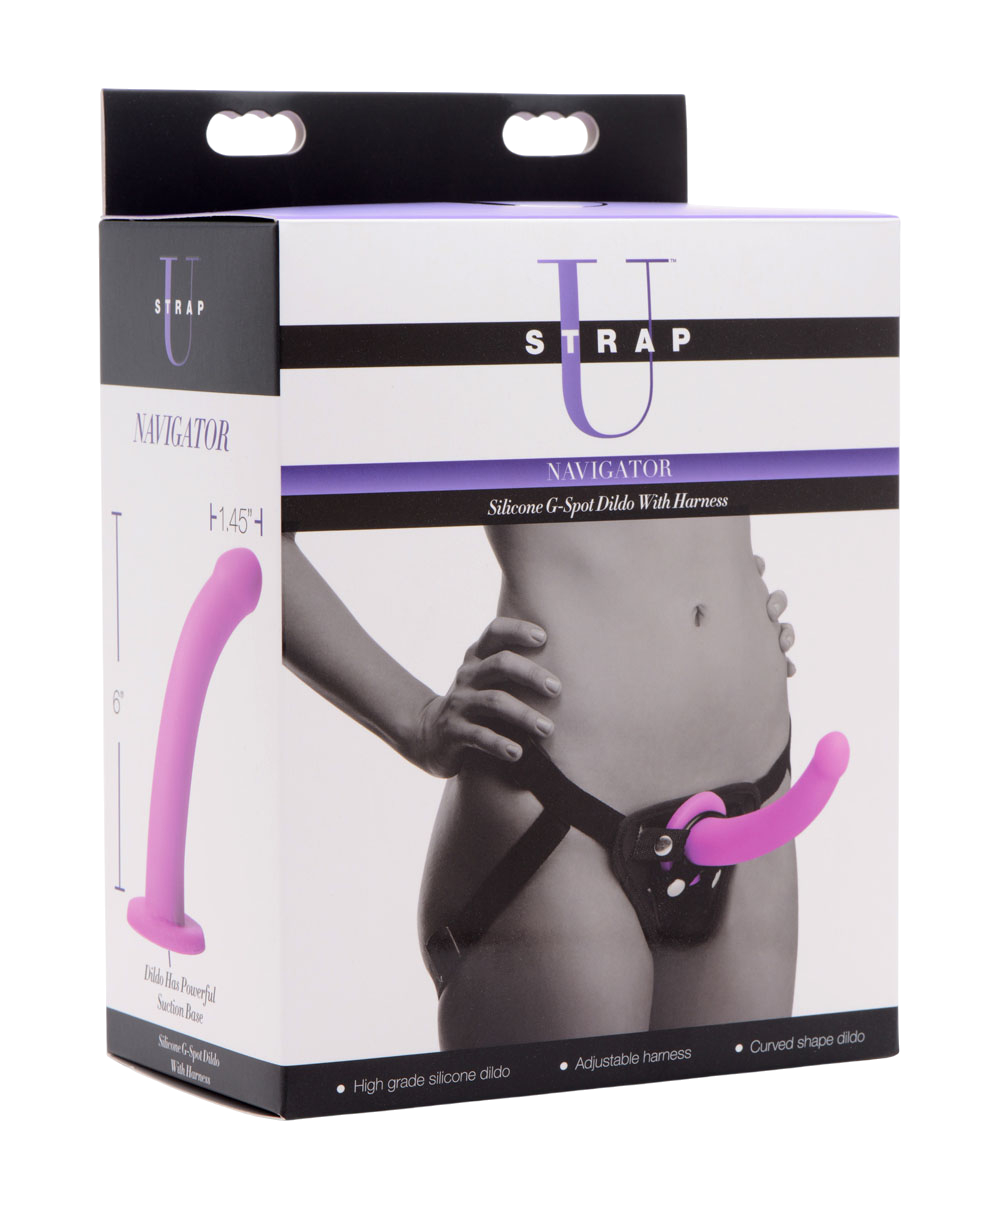 U™
STRAP
NAVIGATOR
Silicone G-Spot Dildo With Harness
• High grade silicone dildo
• Adjustable harness
• Curved shape dildo
U
STRAP
NAVIGATOR
1.45"
6"
Dildo Has Powerful
Suction Base
Silicone G-Spot Dildo
With Harness